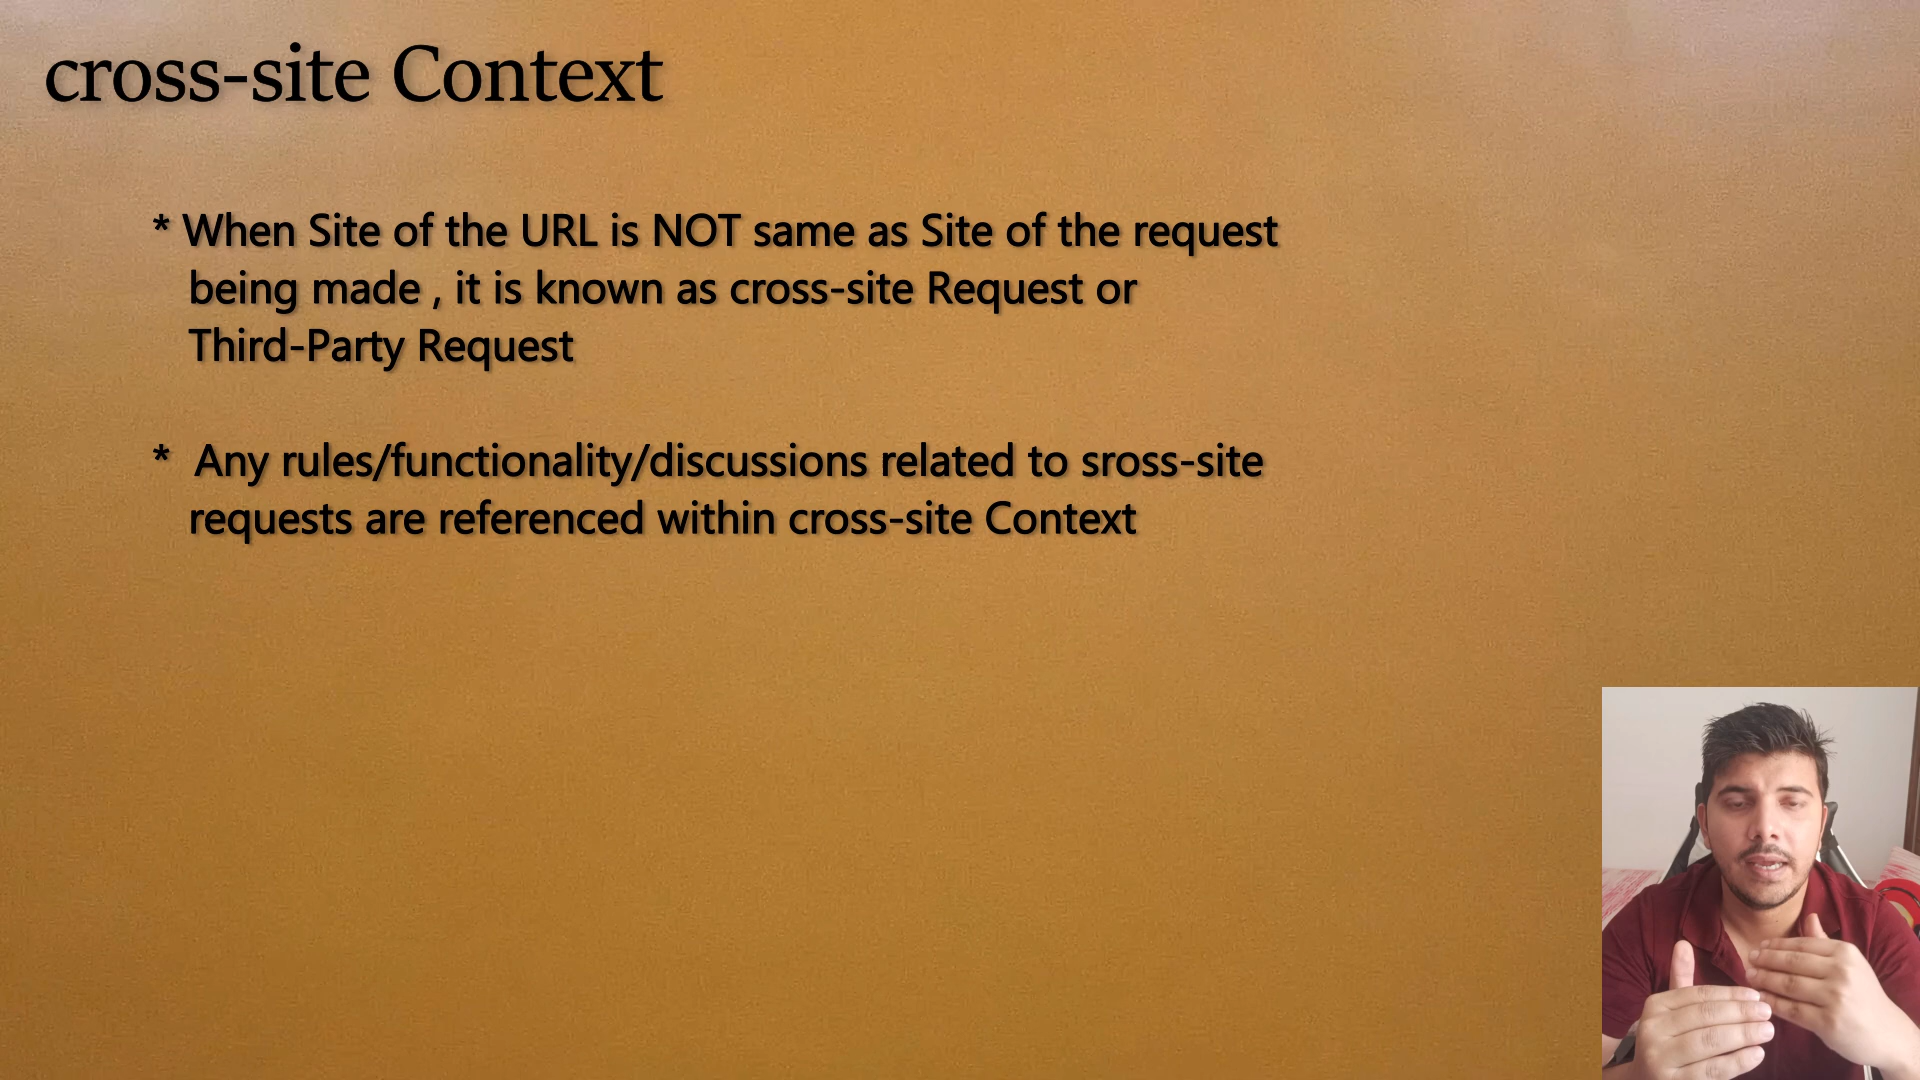 cross-site Context
* When Site of the URL is NOT same as Site of the request
being made , it is known as cross-site Request or
Third-Party Request
* Any rules/functionality/discussions related to sross-site
requests are referenced within cross-site Context